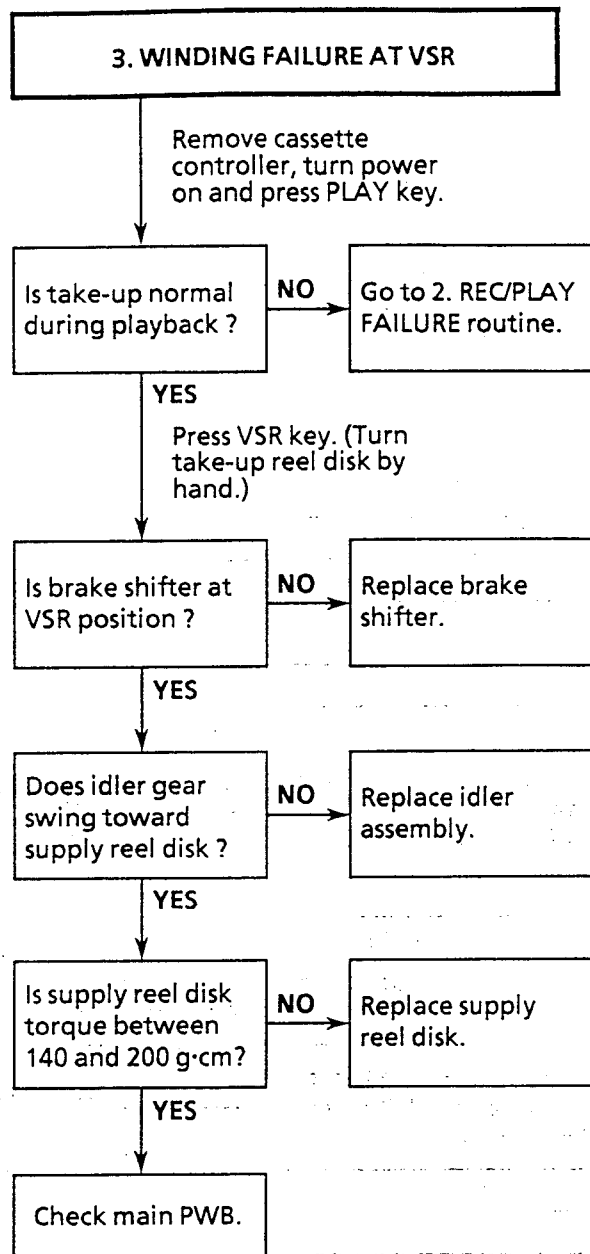 3. WINDING FAILURE AT VSR
Remove cassette
controller, turn power
on and press PLAY key.
Is take-up normal
during playback ?
NO
Go to 2. REC/PLAY
FAILURE routine.
YES
Press VSR key. (Turn
take-up reel disk by
hand.)
Is brake shifter at
VSR position ?
NO
Replace brake
shifter.
YES
Does idler gear
swing toward
supply reel disk ?
NO
Replace idler
assembly.
YES
Is supply reel disk
torque between
140 and 200 g·cm?
NO
Replace supply
reel disk.
YES
Check main PWB.